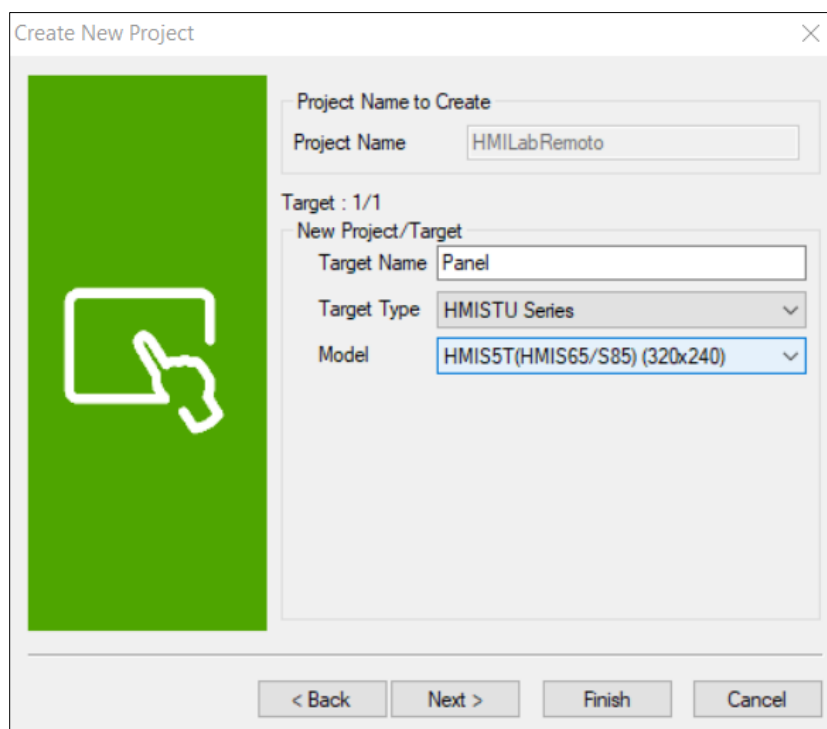 Create New Project
Project Name to Create
Project Name HMILabRemoto
Target : 1/1
New Project/Target
Target Name Panel
Target Type HMISTU Series
Model HMIS5T(HMIS65/S85) (320x240)
< Back Next > Finish Cancel